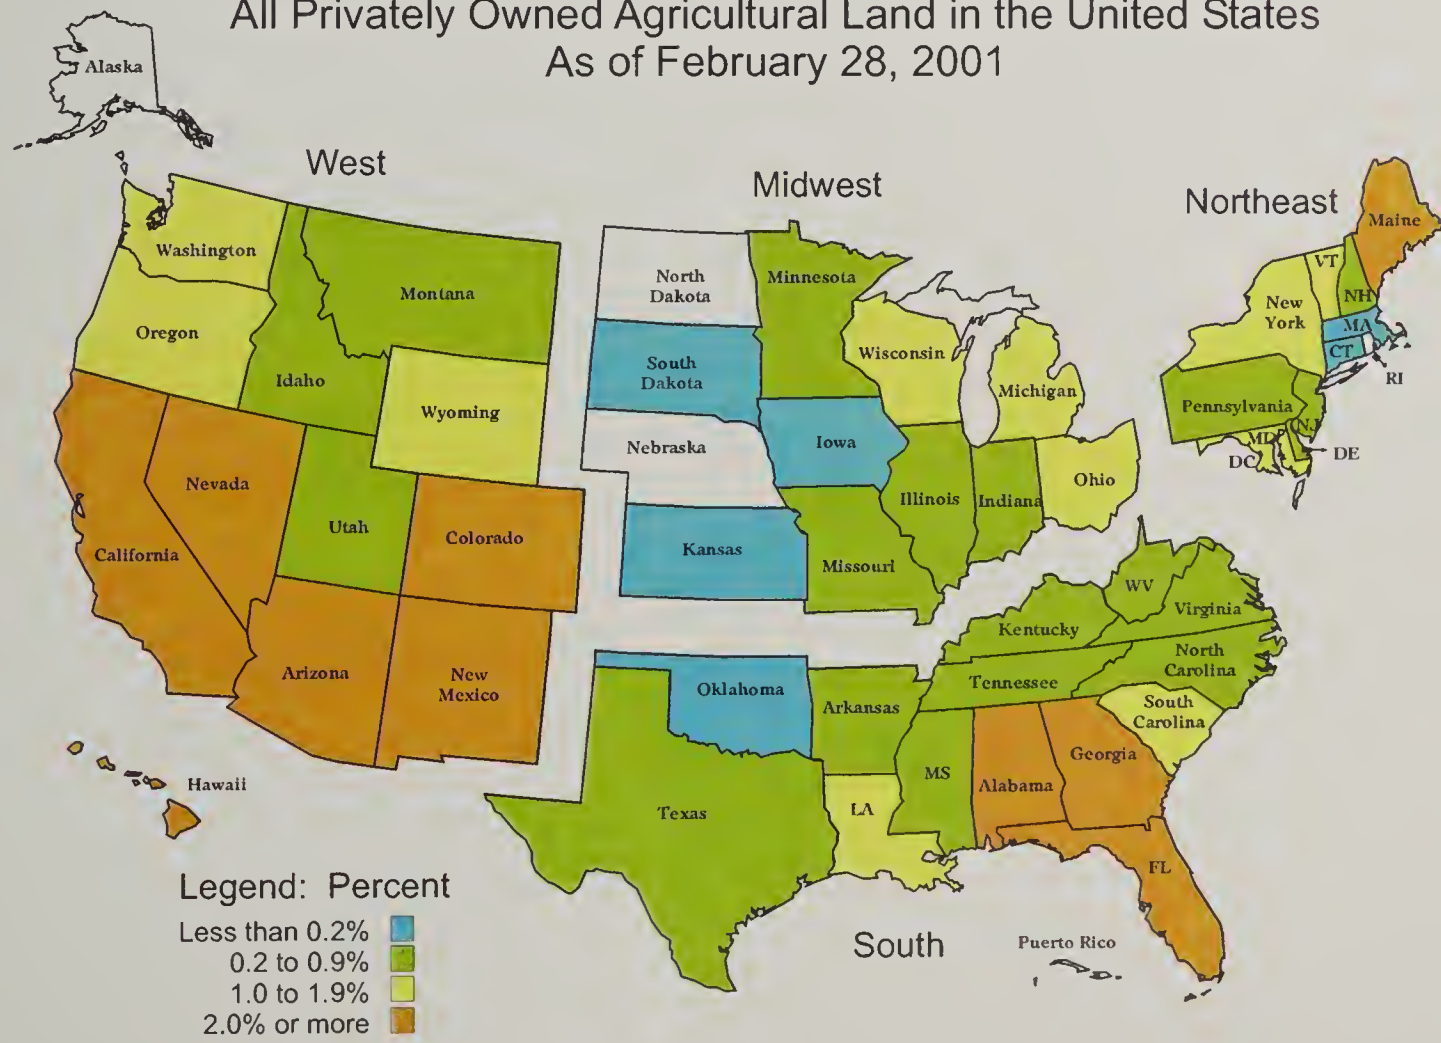 All Privately Owned Agricultural Land in the United States
As of February 28, 2001
Alaska
West
Midwest
Northeast
Washington
Oregon
Montana
Idaho
Wyoming
Nevada
Utah
California
Colorado
Arizona
New
Mexico
Hawaii
North
Dakota
Minnesota
South
Dakota
Wisconsin
Michigan
Nebraska
Iowa
Illinois
Indiana
Ohio
Kansas
Missouri
Maine
VT
NH
New
York
MA
CT
RI
Pennsylvania
NJ
MD
DE
DC
WV
Virginia
Kentucky
North
Carolina
Tennessee
South
Carolina
Oklahoma
Arkansas
Texas
LA
MS
Alabama
Georgia
FL
South
Puerto Rico
Legend: Percent
Less than 0.2%
0.2 to 0.9%
1.0 to 1.9%
2.0% or more